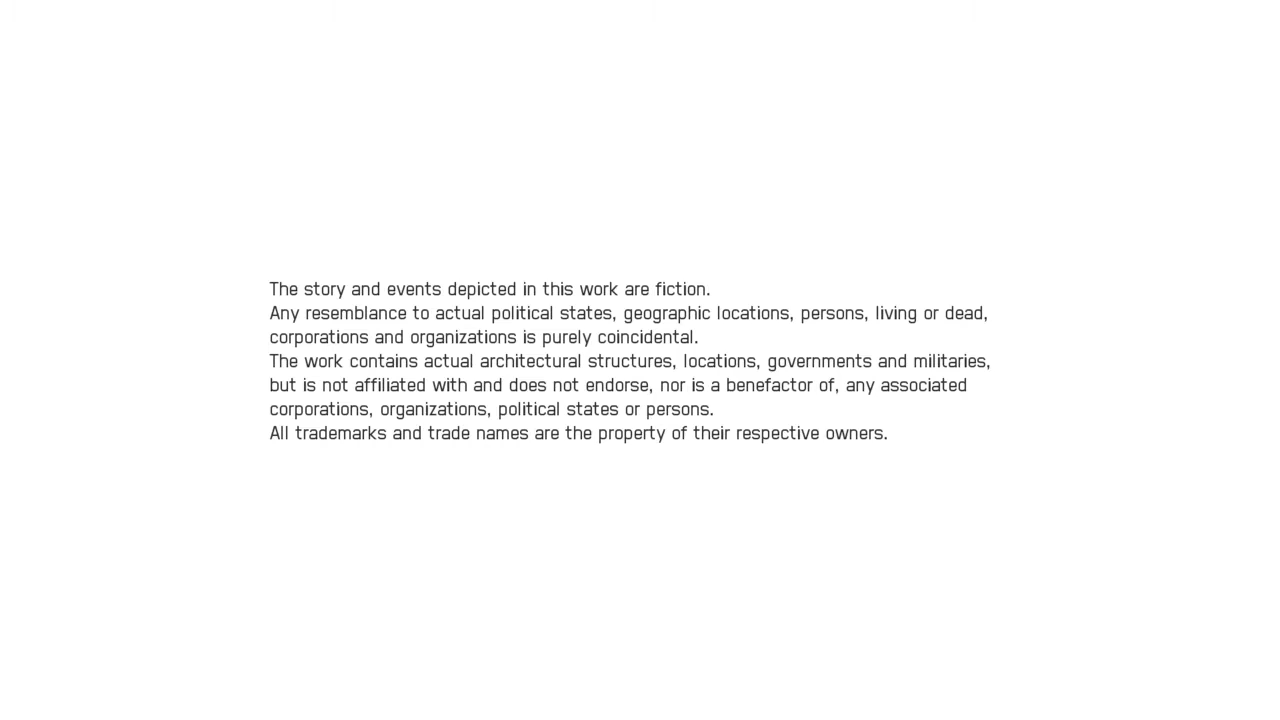 The story and events depicted in this work are fiction.
Any resemblance to actual political states, geographic locations, persons, living or dead,
corporations and organizations is purely coincidental.
The work contains actual architectural structures, locations, governments and militaries,
but is not affiliated with and does not endorse, nor is a benefactor of, any associated
corporations, organizations, political states or persons.
All trademarks and trade names are the property of their respective owners.